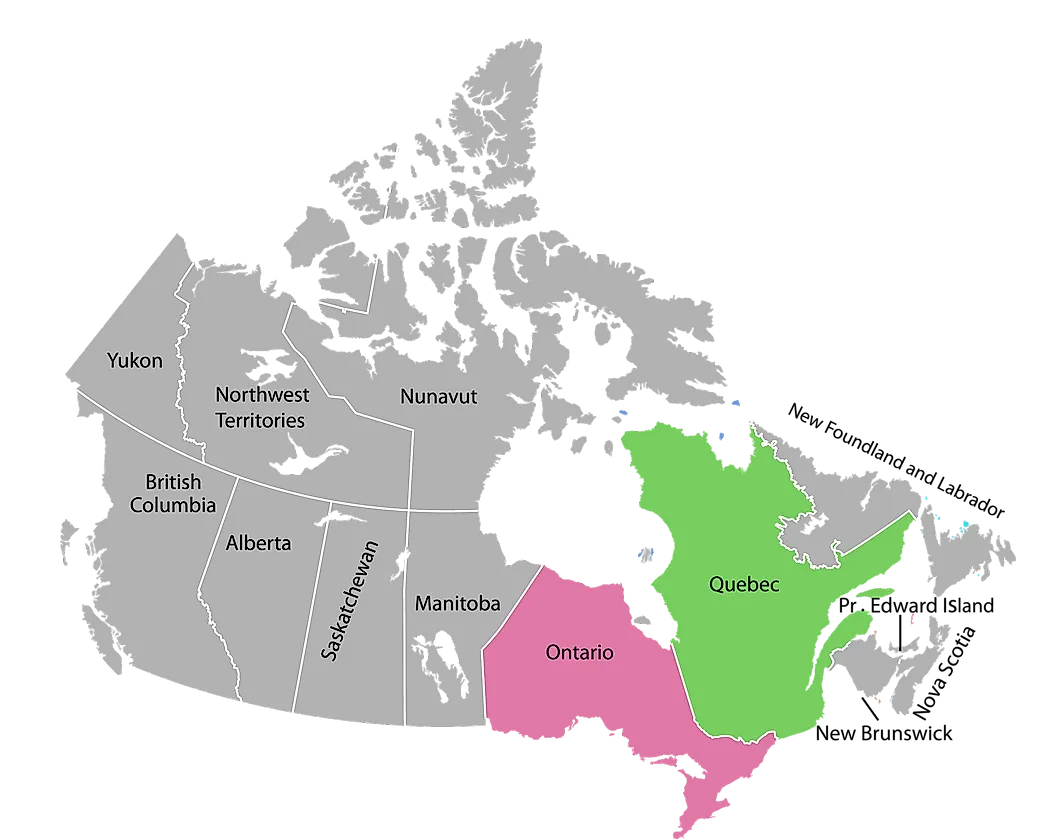 Yukon
Northwest
Territories
Nunavut
New Foundland and Labrador
British
Columbia
Alberta
Saskatchewan
Manitoba
Ontario
Quebec
Pr. Edward Island
Nova Scotia
New Brunswick